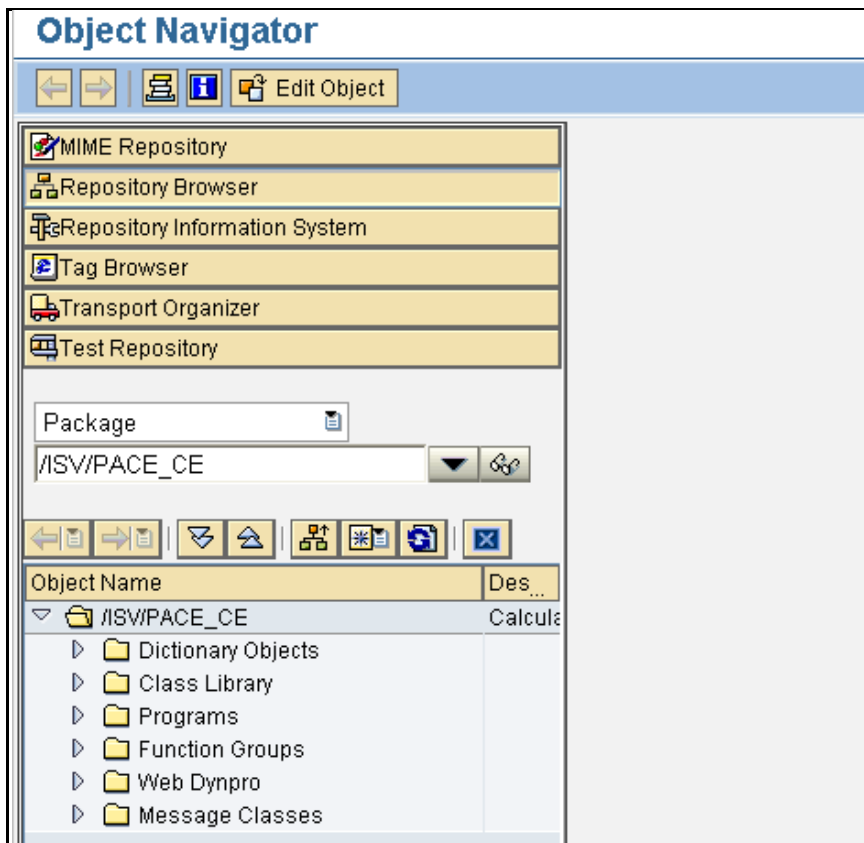 Object Navigator
Edit Object
MIME Repository
Repository Browser
Repository Information System
Tag Browser
Transport Organizer
Test Repository
Package
/ISV/PACE_CE
Object Name Des...
/ISV/PACE_CE Calcula
Dictionary Objects
Class Library
Programs
Function Groups
Web Dynpro
Message Classes